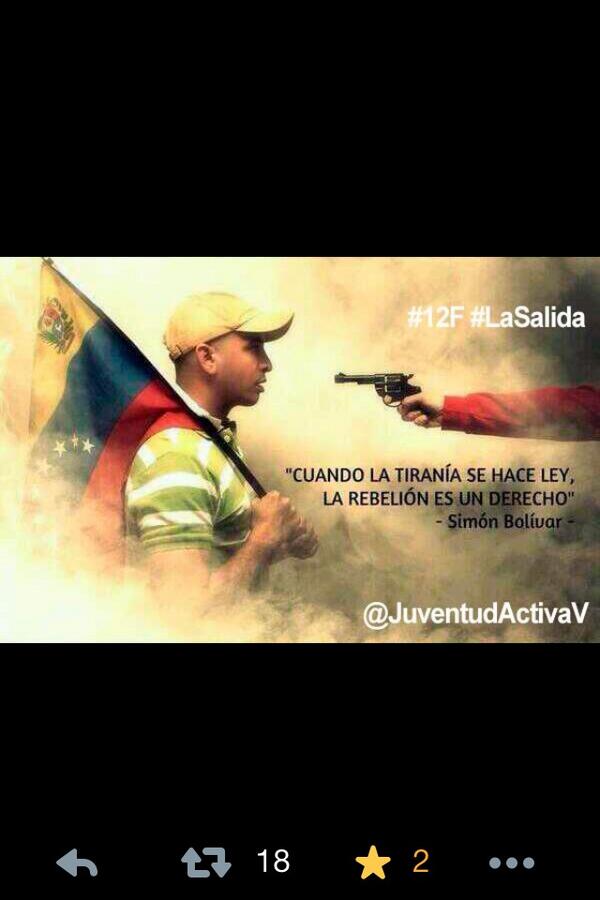 #12F #LaSalida
"CUANDO LA TIRANÍA SE HACE LEY,
LA REBELIÓN ES UN DERECHO"
- Simón Bolívar -
@JuventudActivaV
18
2